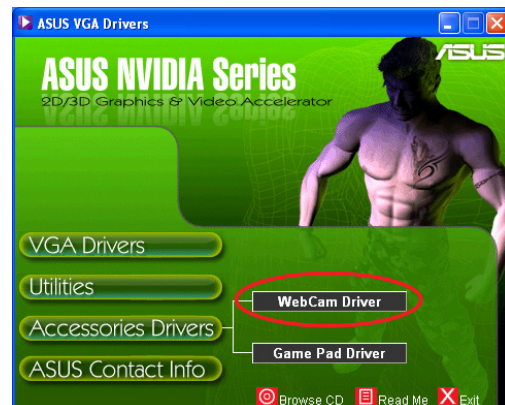 ASUS VGA Drivers
/SUS
ASUS NVIDIA Series
2D/3D Graphics & Video Accelerator
VGA Drivers
Utilities
WebCam Driver
Accessories Drivers
Game Pad Driver
ASUS Contact Info
Browse CD
Read Me
Exit